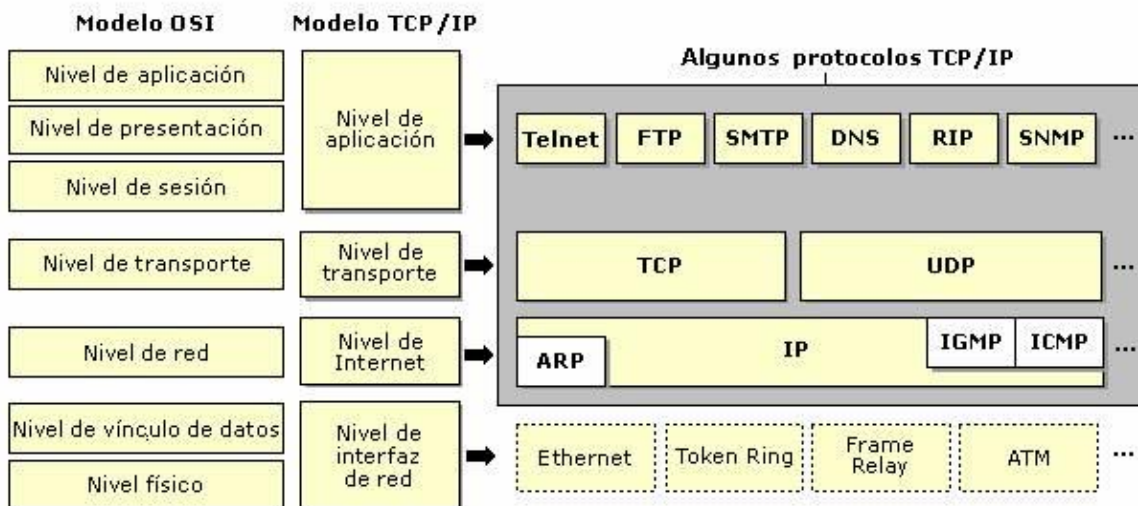 Modelo OSI
Modelo TCP/IP
Algunos protocolos TCP/IP
Nivel de aplicación
Nivel de presentación
Nivel de sesión
Nivel de
aplicación
Telnet
FTP
SMTP
DNS
RIP
SNMP
...
Nivel de transporte
Nivel de
transporte
TCP
UDP
...
Nivel de red
Nivel de
Internet
ARP
IP
IGMP
ICMP
...
Nivel de vínculo de datos
Nivel físico
Nivel de
interfaz
de red
Ethernet
Token Ring
Frame
Relay
ATM
...